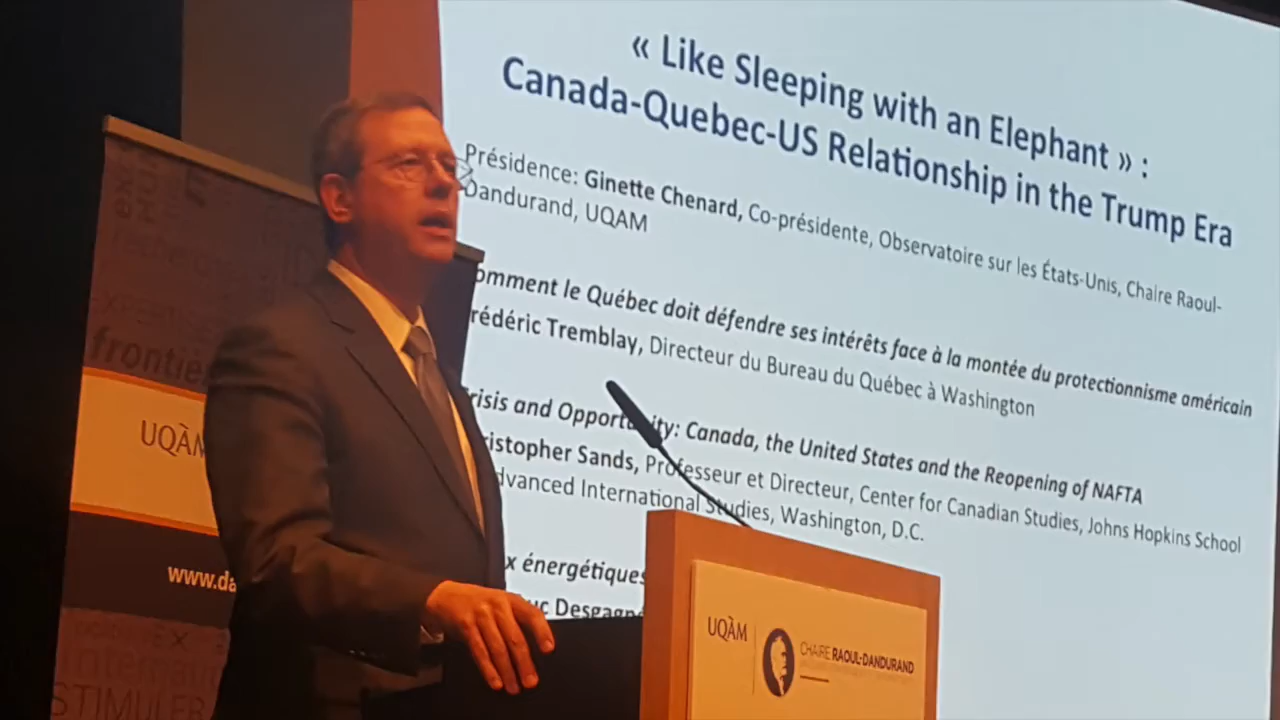 « Like Sleeping with an Elephant » :
Canada-Quebec-US Relationship in the Trump Era
Présidence: Ginette Chenard, Co-présidente, Observatoire sur les États-Unis, Chaire Raoul-
Dandurand, UQAM
omment le Québec doit défendre ses intérêts face à la montée du protectionnisme américain
rédéric Tremblay, Directeur du Bureau du Québec à Washington
risis and Opportunity: Canada, the United States and the Reopening of NAFTA
ristopher Sands, Professeur et Directeur, Center for Canadian Studies, Johns Hopkins School
dvanced International Studies, Washington, D.C.
x énergétiques
uc Desgagné
frontière
UQÀM
www.da
STIMULER
UQÀM
CHAIRE RAOUL-DANDURAND